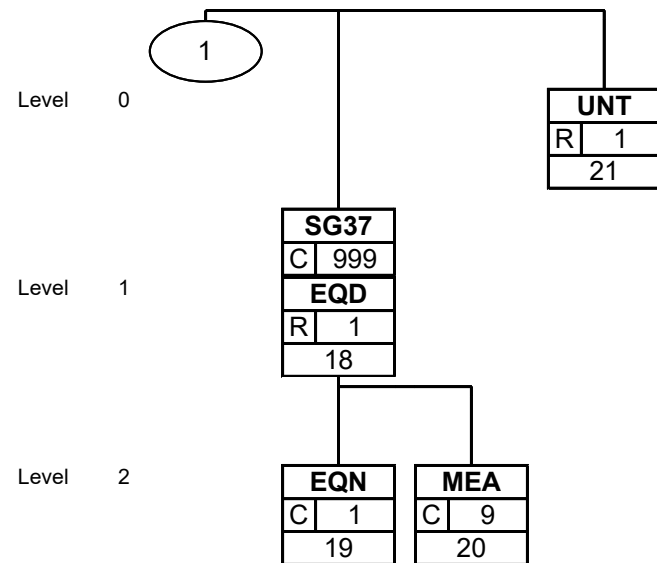 1
Level 0
UNT
R 1
21
SG37
C 999
Level 1
EQD
R 1
18
Level 2
EQN
C 1
19
MEA
C 9
20